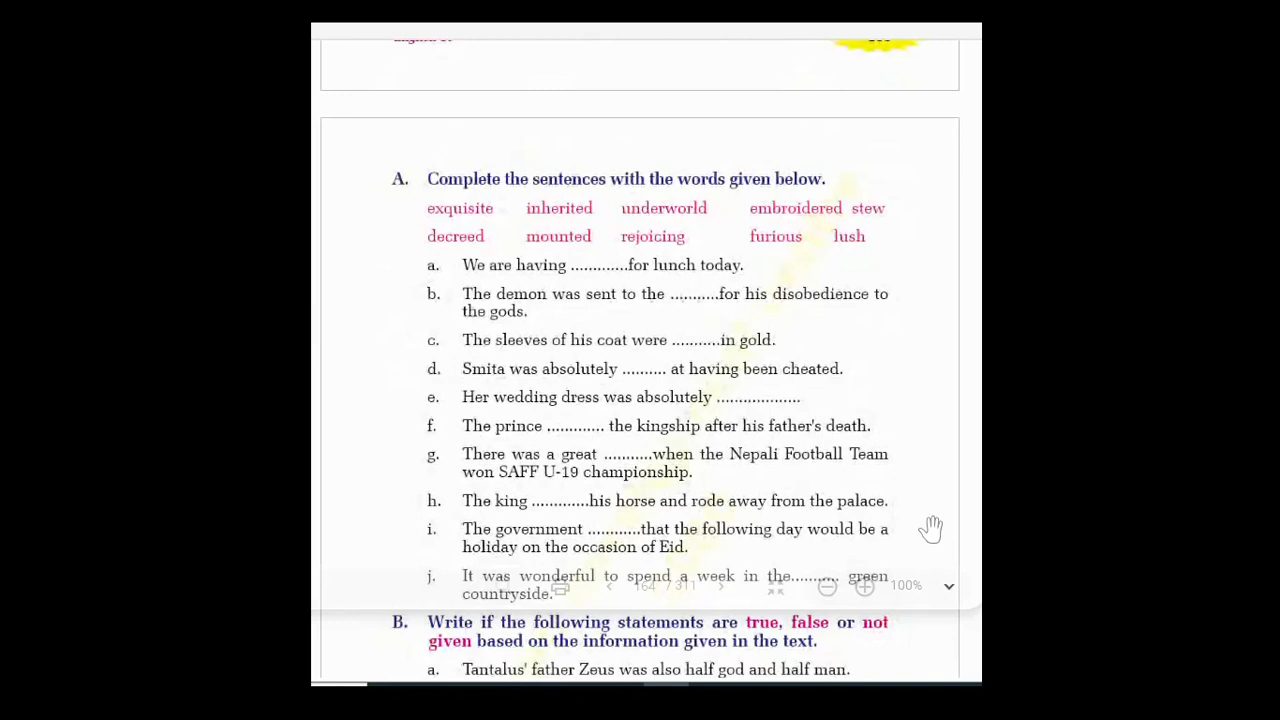 A. Complete the sentences with the words given below.
exquisite inherited underworld embroidered stew
decreed mounted rejoicing furious lush
a. We are having .............for lunch today.
b. The demon was sent to the ...........for his disobedience to
the gods.
c. The sleeves of his coat were ...........in gold.
d. Smita was absolutely .......... at having been cheated.
e. Her wedding dress was absolutely ...................
f. The prince ............. the kingship after his father's death.
g. There was a great ...........when the Nepali Football Team
won SAFF U-19 championship.
h. The king .............his horse and rode away from the palace.
i. The government ............that the following day would be a
holiday on the occasion of Eid.
j. It was wonderful to spend a week in the........... green
countryside.
164 / 311 100%
B. Write if the following statements are true, false or not
given based on the information given in the text.
a. Tantalus' father Zeus was also half god and half man.